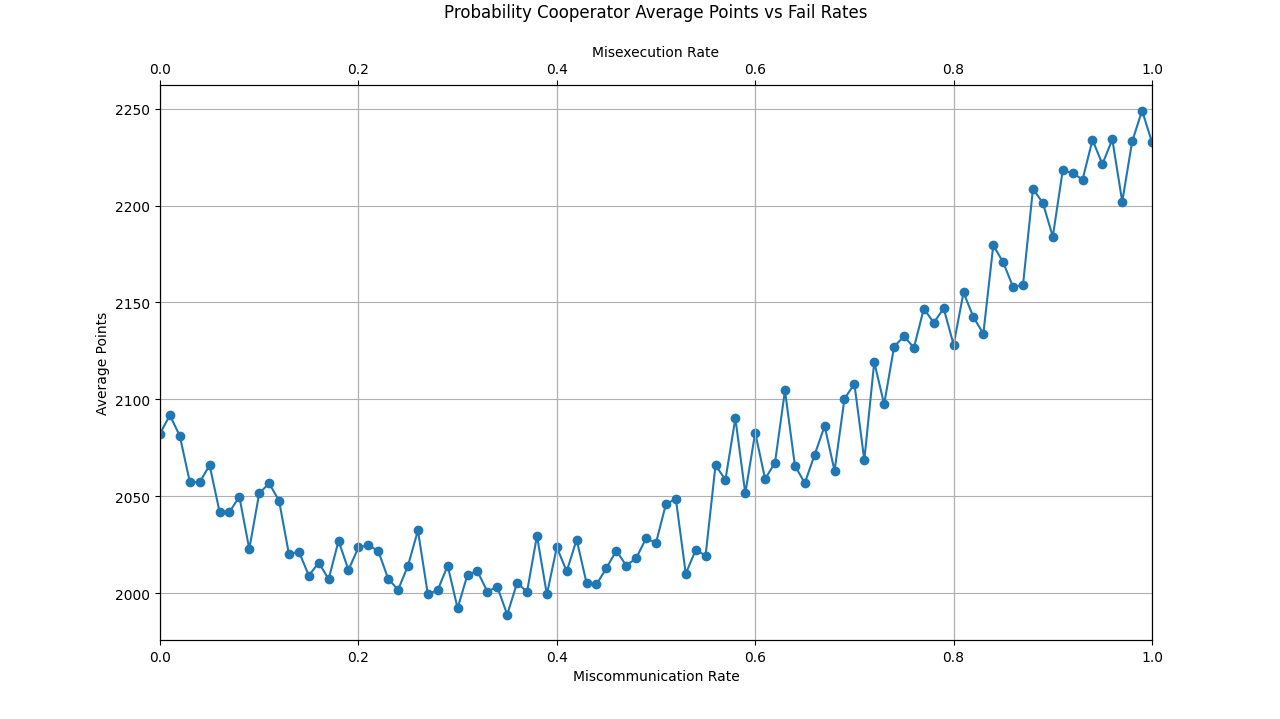 Probability Cooperator Average Points vs Fail Rates
Misexecution Rate
0.0 0.2 0.4 0.6 0.8 1.0
2250
2200
2150
2100
2050
2000
Average Points
0.0 0.2 0.4 0.6 0.8 1.0
Miscommunication Rate